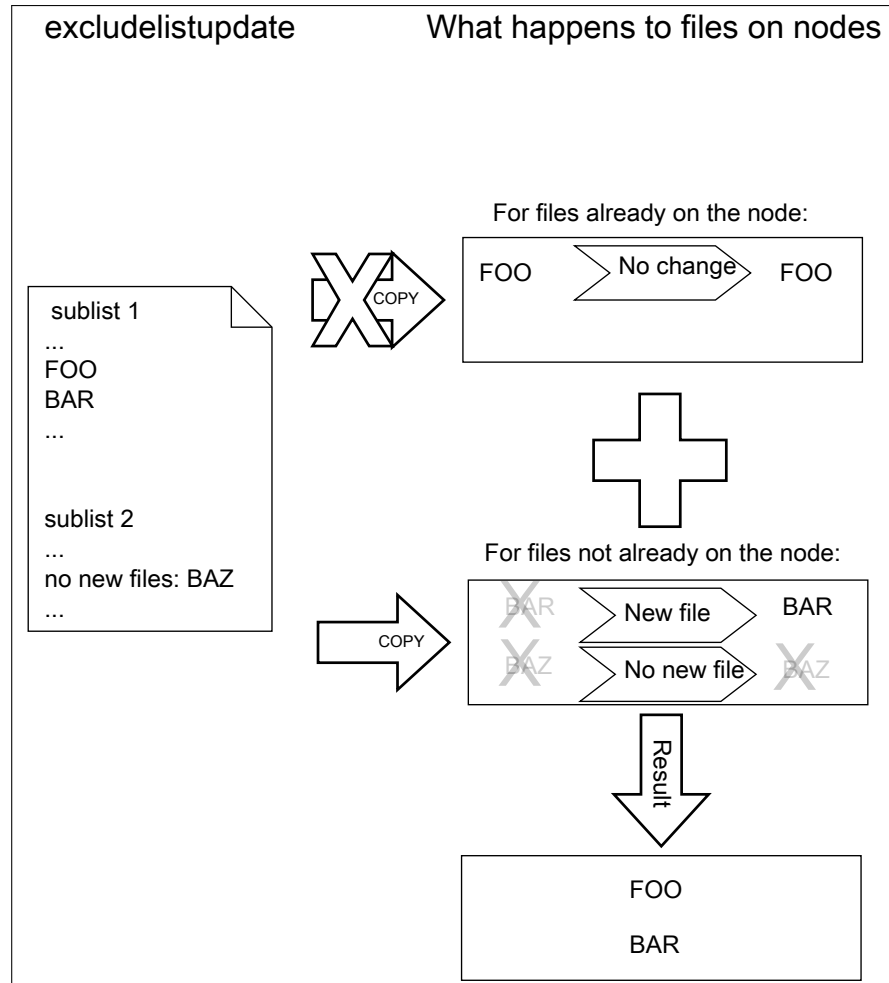 excludelistupdate
What happens to files on nodes
For files already on the node:
COPY
FOO
No change
FOO
sublist 1
...
FOO
BAR
...
sublist 2
...
no new files: BAZ
...
For files not already on the node:
COPY
BAR
New file
BAR
BAZ
No new file
BAZ
Result
FOO
BAR